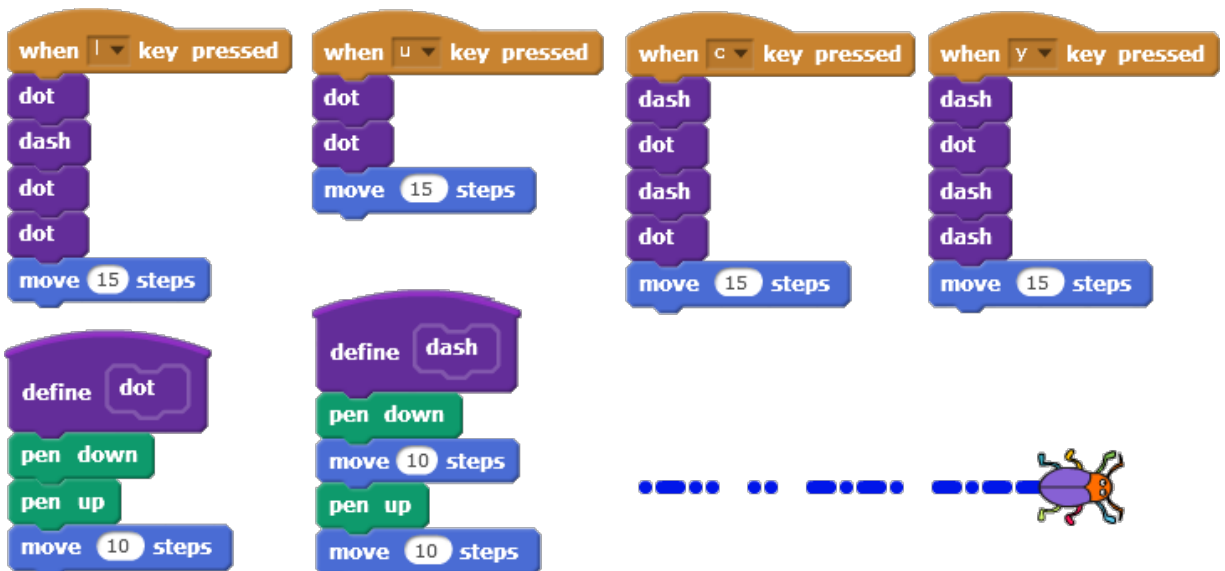 when l key pressed
dot
dash
dot
dot
move 15 steps
when u key pressed
dot
dot
move 15 steps
when c key pressed
dash
dot
dash
dot
move 15 steps
when y key pressed
dash
dot
dash
dash
move 15 steps
define dot
pen down
pen up
move 10 steps
define dash
pen down
move 10 steps
pen up
move 10 steps